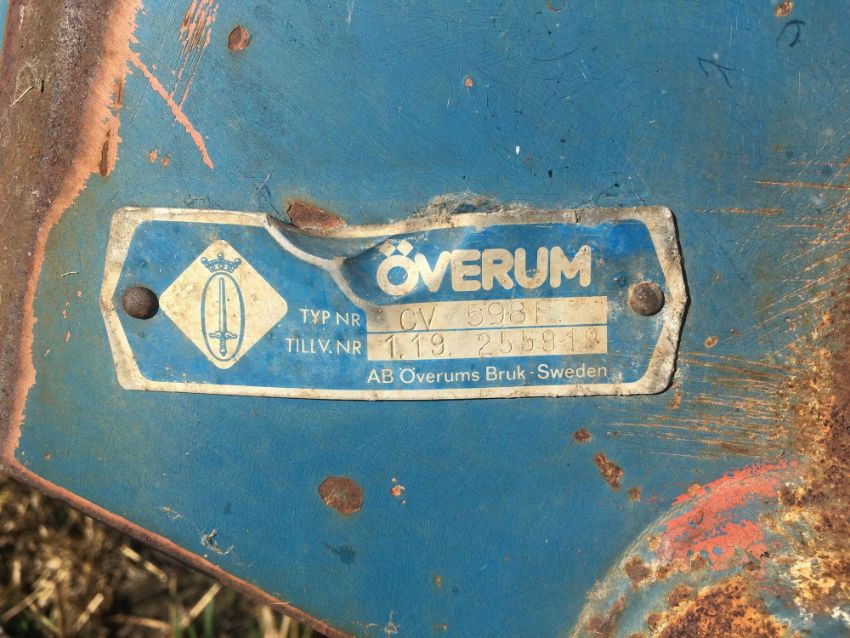 ÖVERUM
TYP NR CV 598F.
TILLV. NR 1.19. 255919
AB Överums Bruk - Sweden